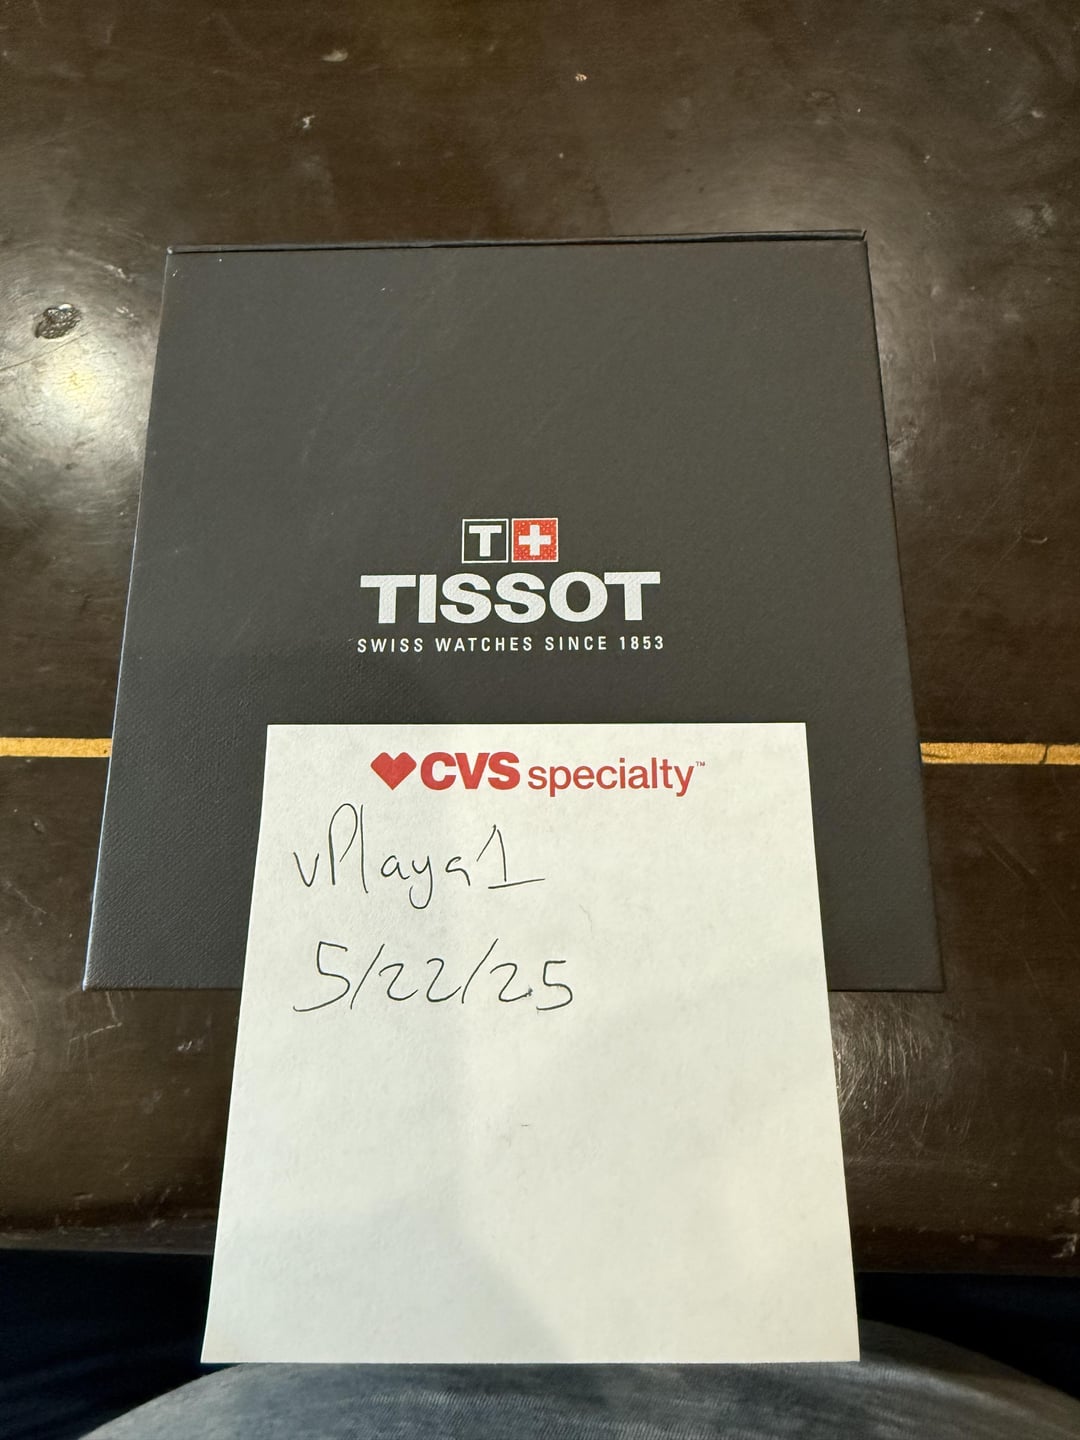 T+
TISSOT
SWISS WATCHES SINCE 1853
CVS specialty™
vPlaya1
5/22/25